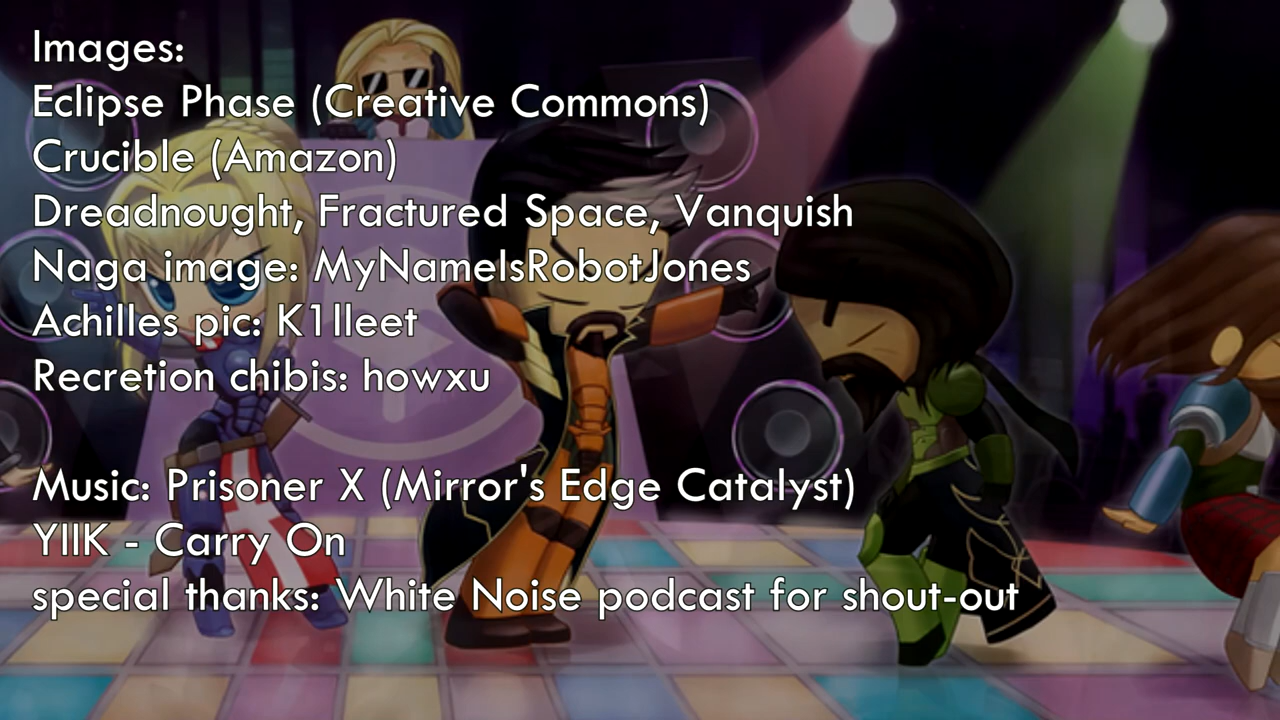 Images:
Eclipse Phase (Creative Commons)
Crucible (Amazon)
Dreadnought, Fractured Space, Vanquish
Naga image: MyNameIsRobotJones
Achilles pic: K1lleet
Recretion chibis: howxu
Music: Prisoner X (Mirror's Edge Catalyst)
YIIK - Carry On
special thanks: White Noise podcast for shout-out